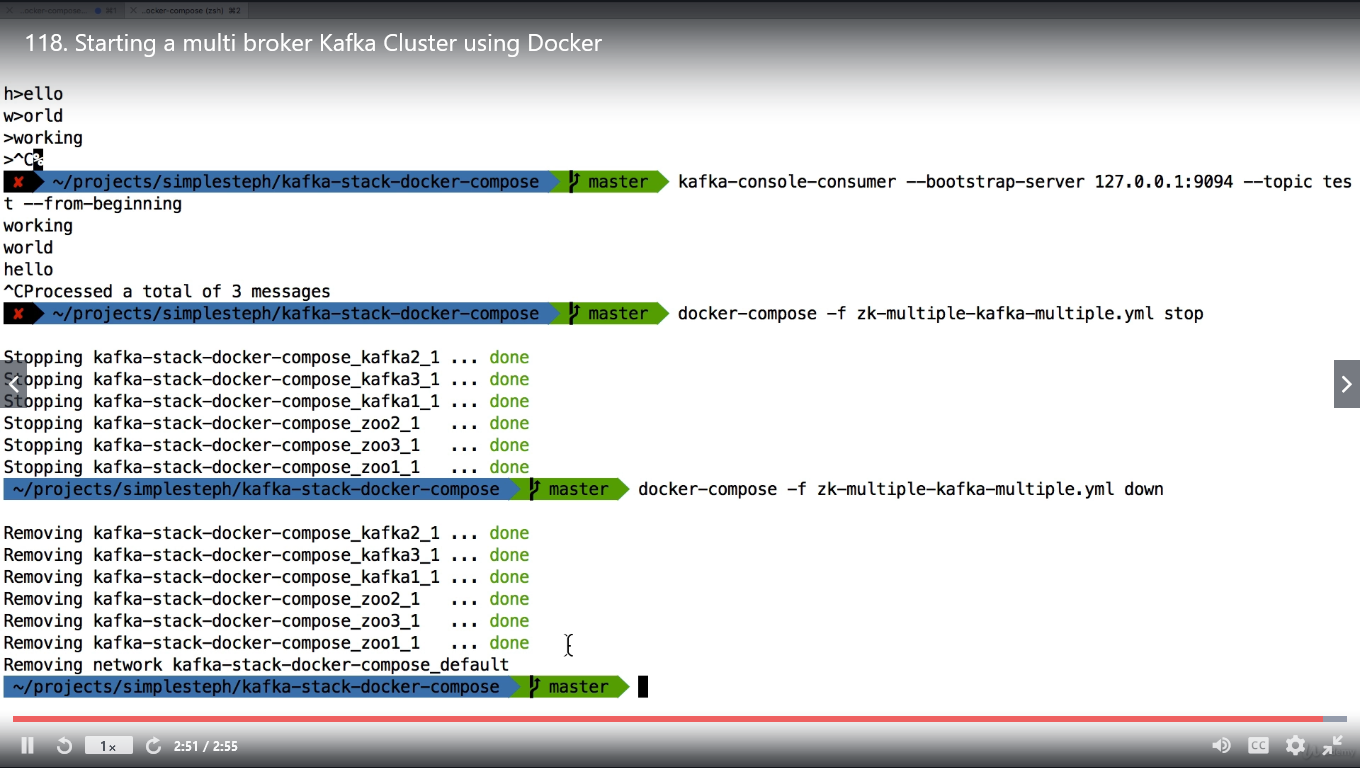 .ocker-compose... ⌘1 .ocker-compose (zsh) ⌘2
118. Starting a multi broker Kafka Cluster using Docker
h>ello
w>orld
>working
>^C%
✘ ~/projects/simplesteph/kafka-stack-docker-compose master kafka-console-consumer --bootstrap-server 127.0.0.1:9094 --topic tes
t --from-beginning
working
world
hello
^CProcessed a total of 3 messages
✘ ~/projects/simplesteph/kafka-stack-docker-compose master docker-compose -f zk-multiple-kafka-multiple.yml stop
Stopping kafka-stack-docker-compose_kafka2_1 ... done
Stopping kafka-stack-docker-compose_kafka3_1 ... done
Stopping kafka-stack-docker-compose_kafka1_1 ... done
Stopping kafka-stack-docker-compose_zoo2_1 ... done
Stopping kafka-stack-docker-compose_zoo3_1 ... done
Stopping kafka-stack-docker-compose_zoo1_1 ... done
~/projects/simplesteph/kafka-stack-docker-compose master docker-compose -f zk-multiple-kafka-multiple.yml down
Removing kafka-stack-docker-compose_kafka2_1 ... done
Removing kafka-stack-docker-compose_kafka3_1 ... done
Removing kafka-stack-docker-compose_kafka1_1 ... done
Removing kafka-stack-docker-compose_zoo2_1 ... done
Removing kafka-stack-docker-compose_zoo3_1 ... done
Removing kafka-stack-docker-compose_zoo1_1 ... done
Removing network kafka-stack-docker-compose_default
~/projects/simplesteph/kafka-stack-docker-compose master
1x 2:51 / 2:55 CC